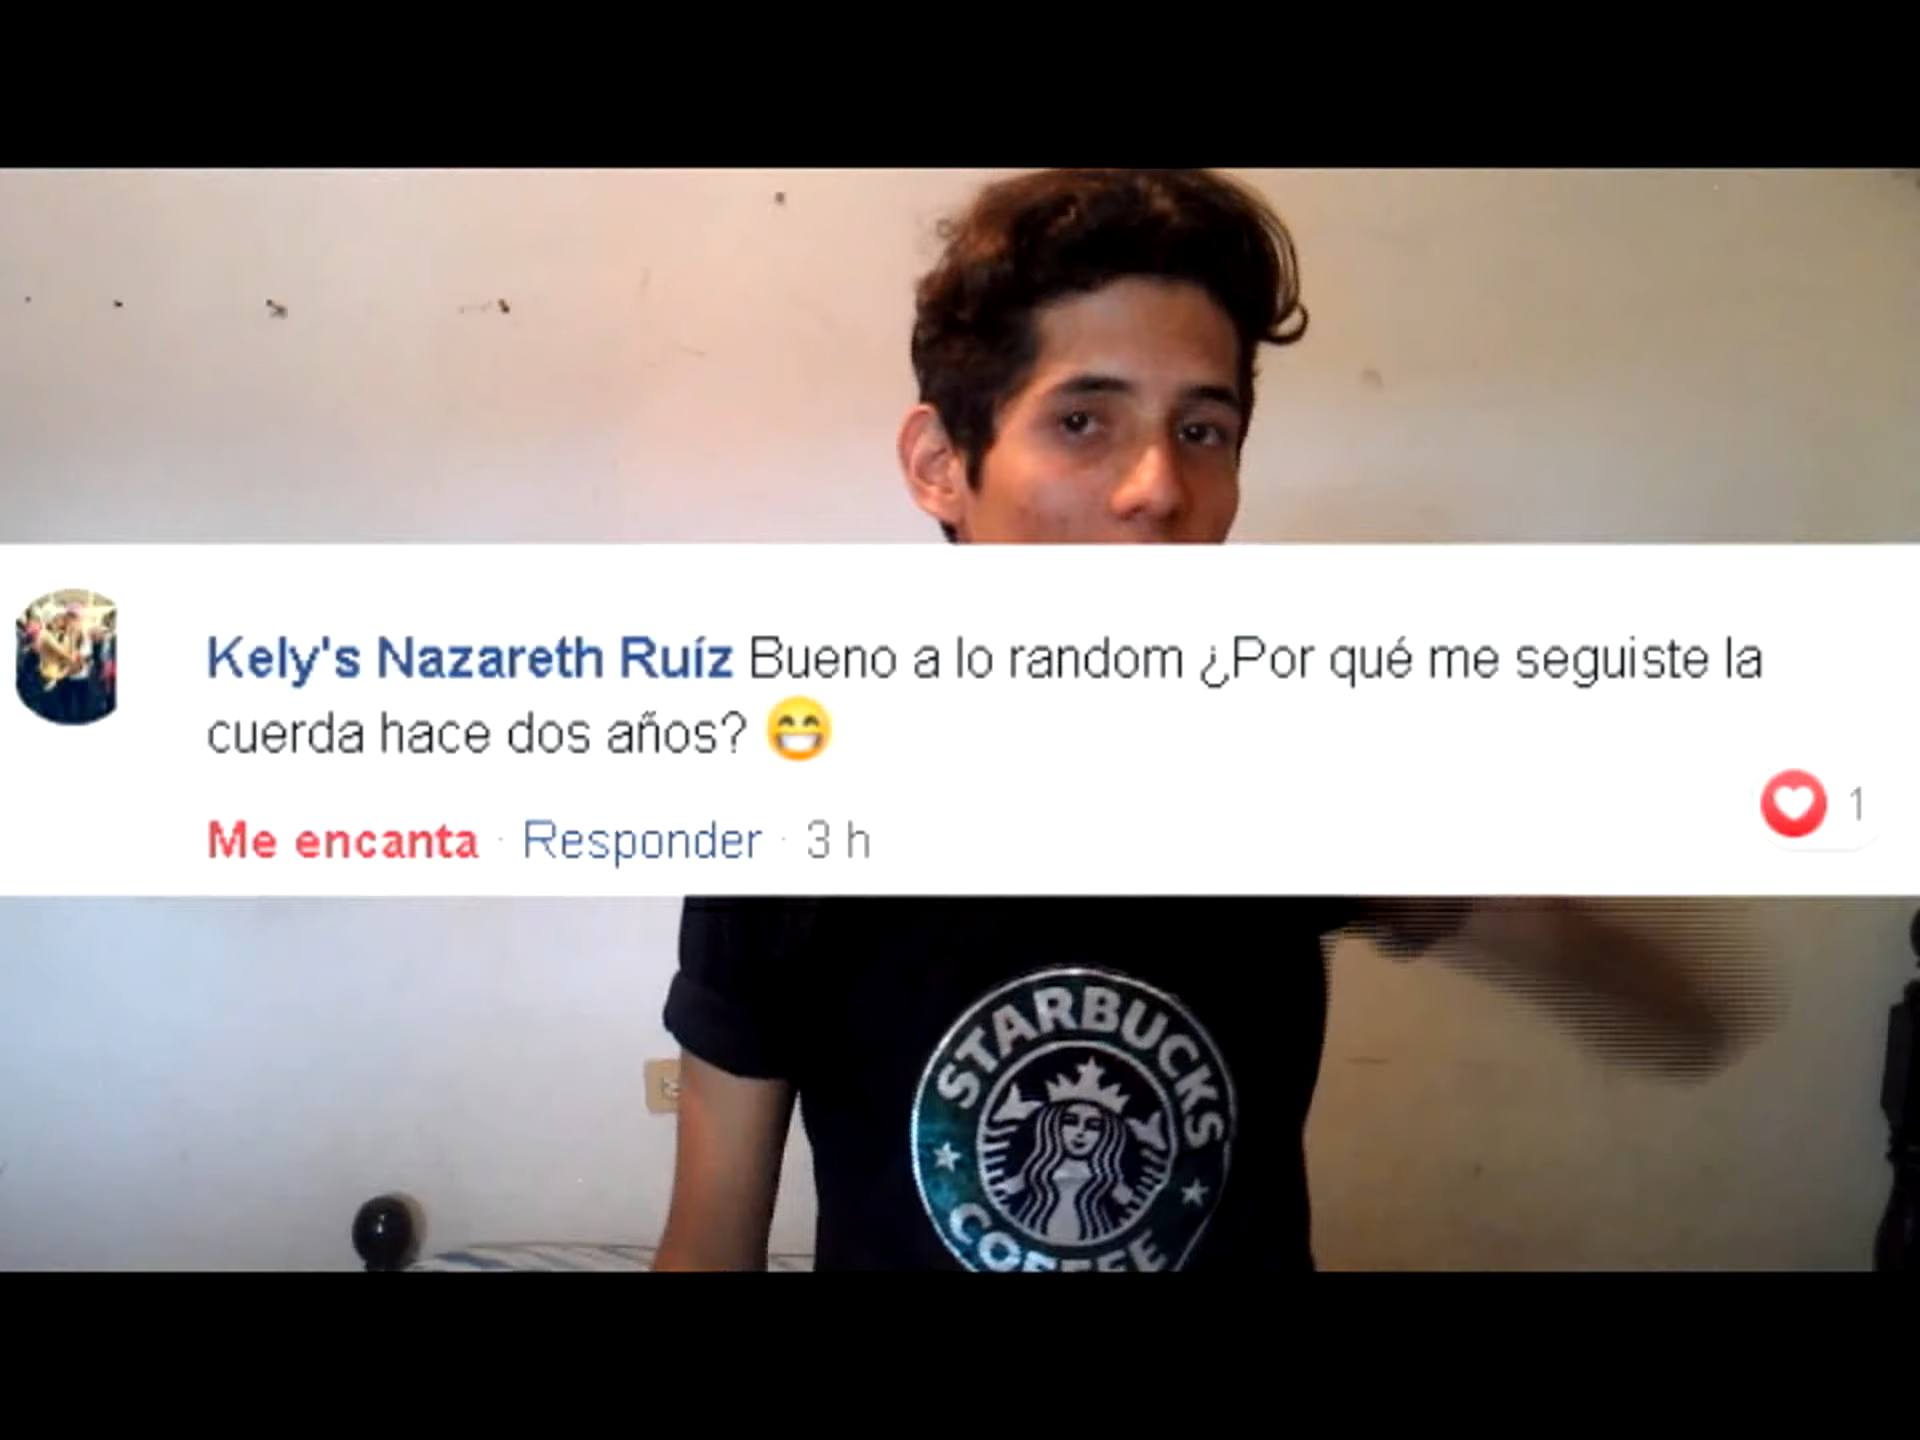 Kely's Nazareth Ruíz Bueno a lo random ¿Por qué me seguiste la
cuerda hace dos años? 😁
1
Me encanta · Responder · 3 h
STARBUCKS
COFFEE